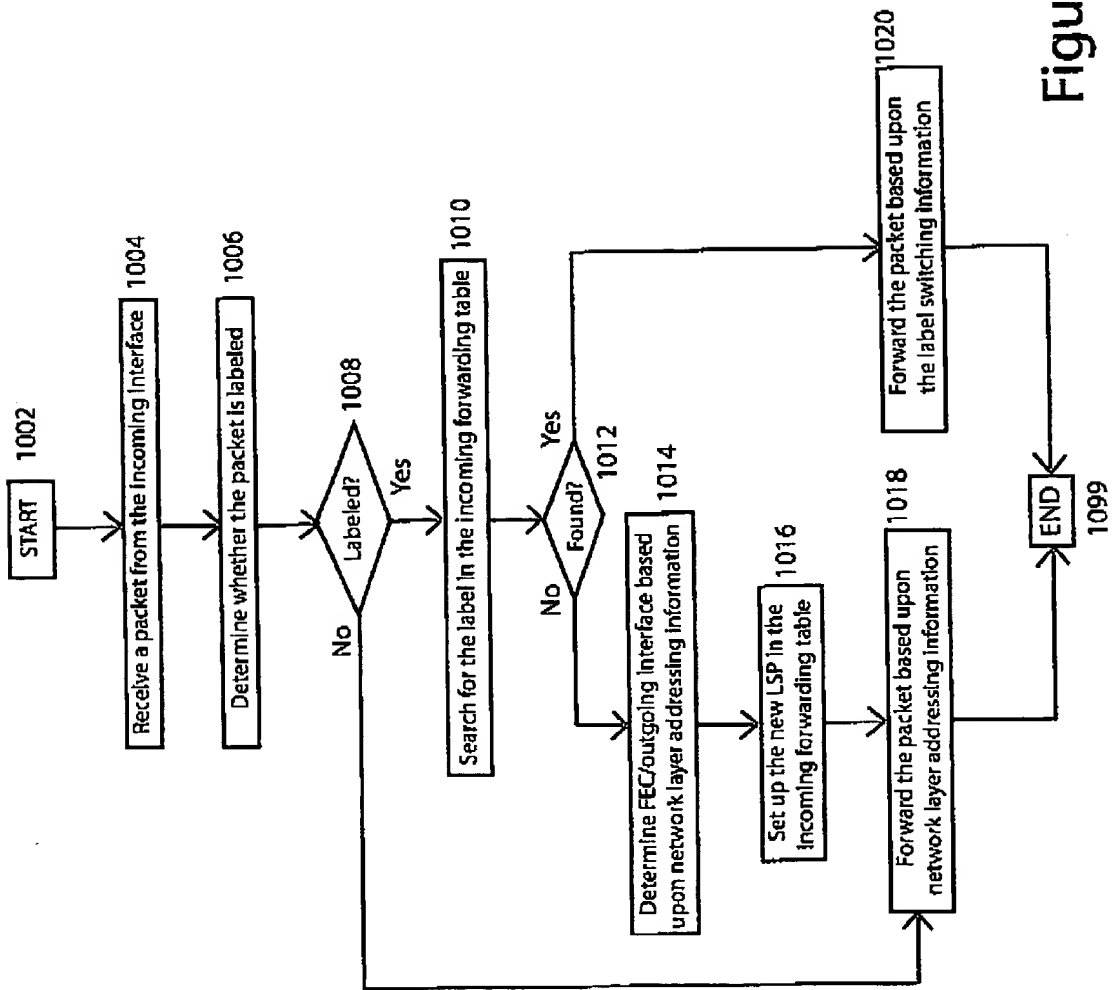 START
1002
Receive a packet from the incoming Interface
1004
Determine whether the packet is labeled
1006
Labeled?
1008
No
Yes
Search for the label in the incoming forwarding table
1010
Found?
1012
No
Yes
Determine FEC/outgoing interface based
upon network layer addressing information
1014
Set up the new LSP in the
incoming forwarding table
1016
Forward the packet based upon
network layer addressing information
1018
Forward the packet based upon
the label switching information
1020
END
1099
Figu